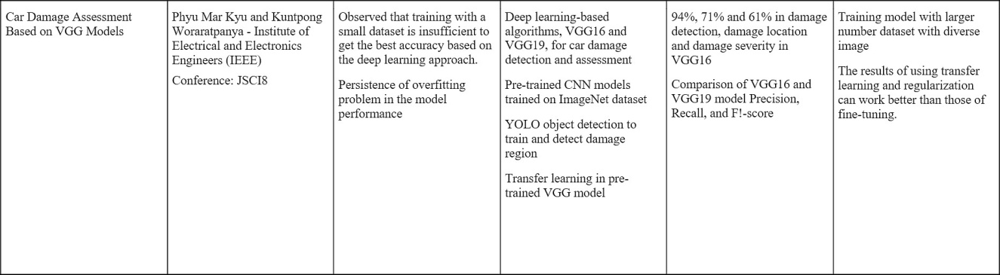 Car Damage Assessment
Based on VGG Models
Phyu Mar Kyu and Kuntpong
Woraratpanya - Institute of
Electrical and Electronics
Engineers (IEEE)
Conference: JSCI8
Observed that training with a
small dataset is insufficient to
get the best accuracy based on
the deep learning approach.
Persistence of overfitting
problem in the model
performance
Deep learning-based
algorithms, VGG16 and
VGG19, for car damage
detection and assessment
Pre-trained CNN models
trained on ImageNet dataset
YOLO object detection to
train and detect damage
region
Transfer learning in pre-
trained VGG model
94%, 71% and 61% in damage
detection, damage location
and damage severity in
VGG16
Comparison of VGG16 and
VGG19 model Precision,
Recall, and F!-score
Training model with larger
number dataset with diverse
image
The results of using transfer
learning and regularization
can work better than those of
fine-tuning.